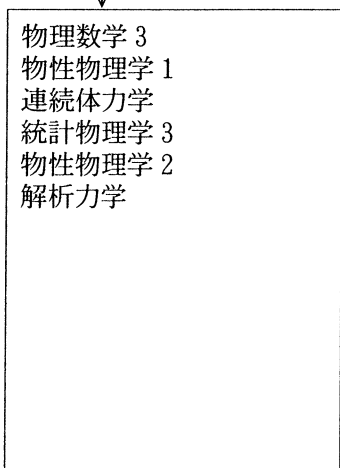 物理数学 3
物性物理学 1
連続体力学
統計物理学 3
物性物理学 2
解析力学